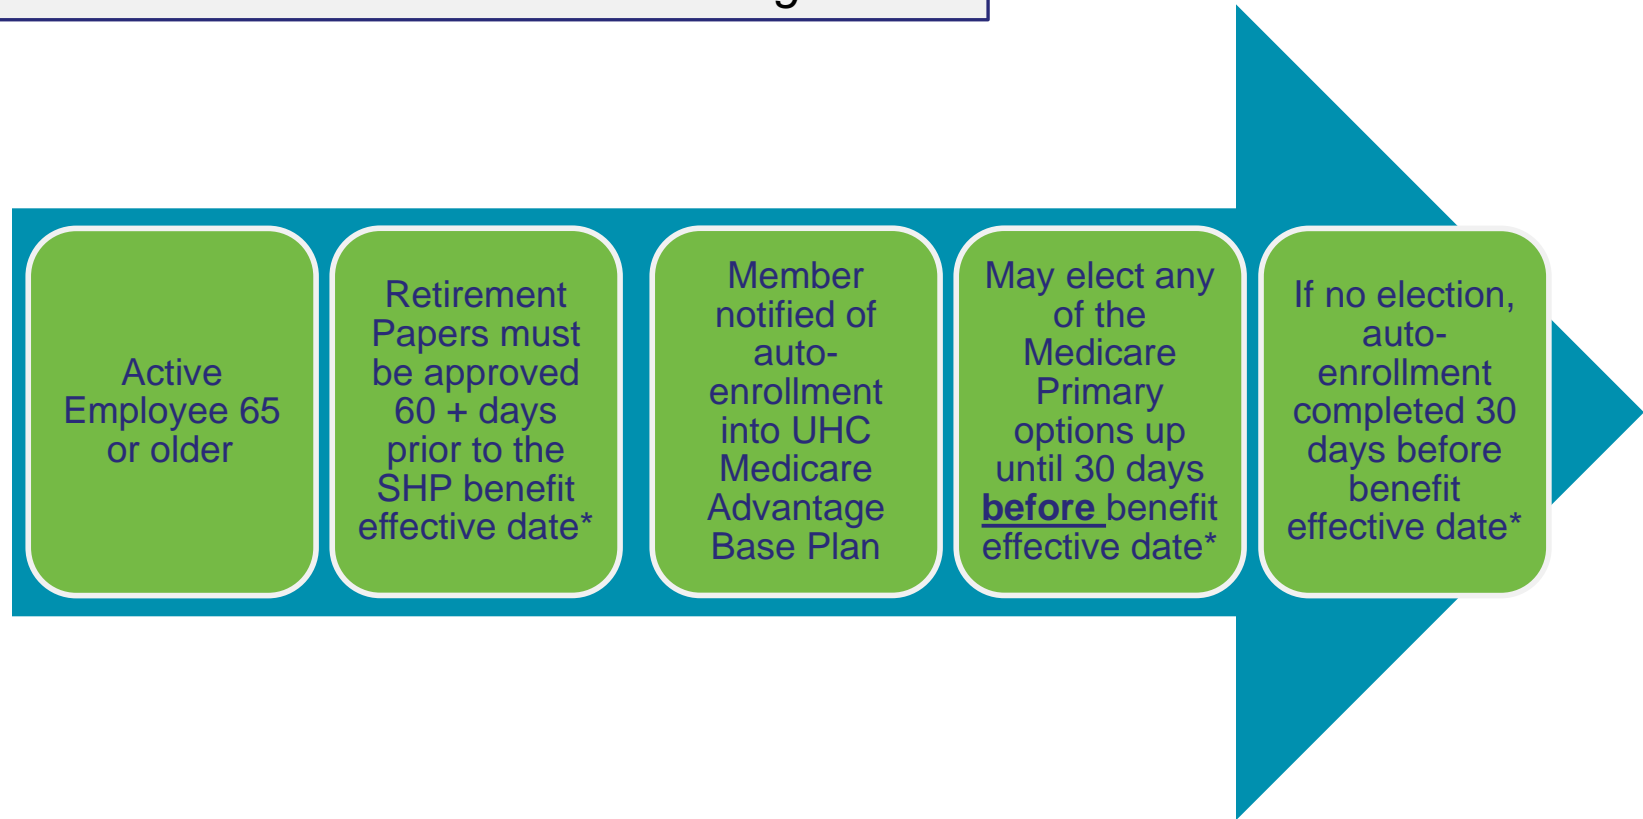 Active
Employee 65
or older
Retirement
Papers must
be approved
60 + days
prior to the
SHP benefit
effective date*
Member
notified of
auto-
enrollment
into UHC
Medicare
Advantage
Base Plan
May elect any
of the
Medicare
Primary
options up
until 30 days
before benefit
effective date*
If no election,
auto-
enrollment
completed 30
days before
benefit
effective date*